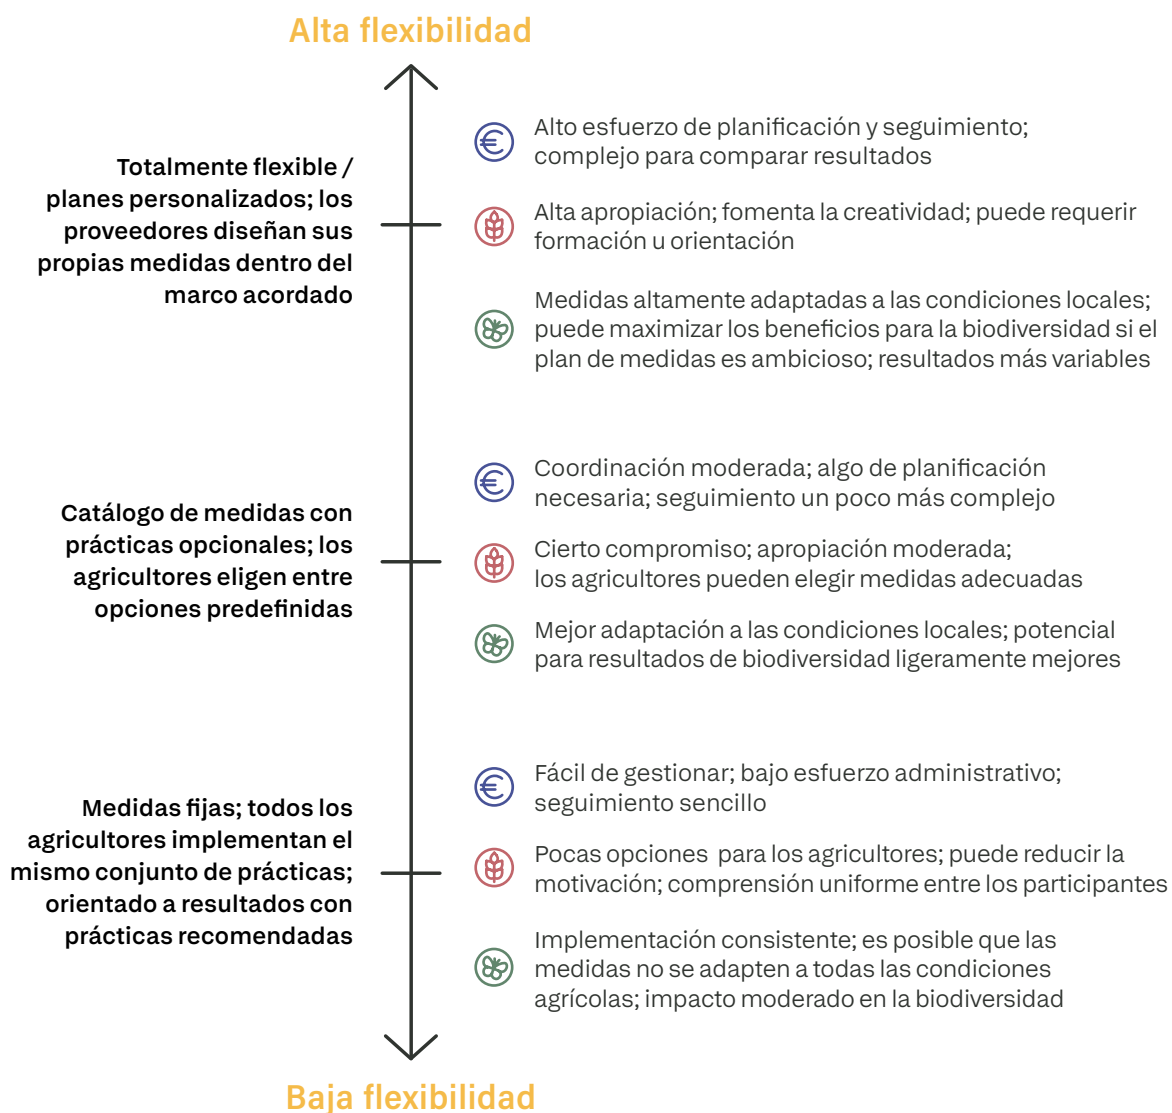 Alta flexibilidad
Totalmente flexible /
planes personalizados; los
proveedores diseñan sus
propias medidas dentro del
marco acordado
Alto esfuerzo de planificación y seguimiento;
complejo para comparar resultados
Alta apropiación; fomenta la creatividad; puede requerir
formación u orientación
Medidas altamente adaptadas a las condiciones locales;
puede maximizar los beneficios para la biodiversidad si el
plan de medidas es ambicioso; resultados más variables
Catálogo de medidas con
prácticas opcionales; los
agricultores eligen entre
opciones predefinidas
Coordinación moderada; algo de planificación
necesaria; seguimiento un poco más complejo
Cierto compromiso; apropiación moderada;
los agricultores pueden elegir medidas adecuadas
Mejor adaptación a las condiciones locales; potencial
para resultados de biodiversidad ligeramente mejores
Medidas fijas; todos los
agricultores implementan el
mismo conjunto de prácticas;
orientado a resultados con
prácticas recomendadas
Fácil de gestionar; bajo esfuerzo administrativo;
seguimiento sencillo
Pocas opciones para los agricultores; puede reducir la
motivación; comprensión uniforme entre los participantes
Implementación consistente; es posible que las
medidas no se adapten a todas las condiciones
agrícolas; impacto moderado en la biodiversidad
Baja flexibilidad